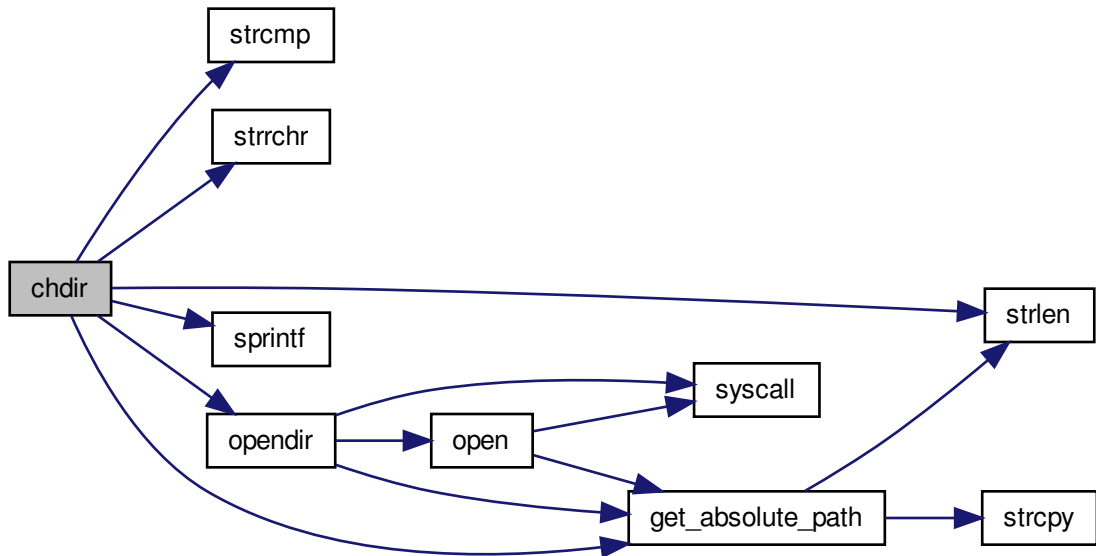 strcmp
strrchr
chdir
strlen
sprintf
syscall
opendir
open
get_absolute_path
strcpy